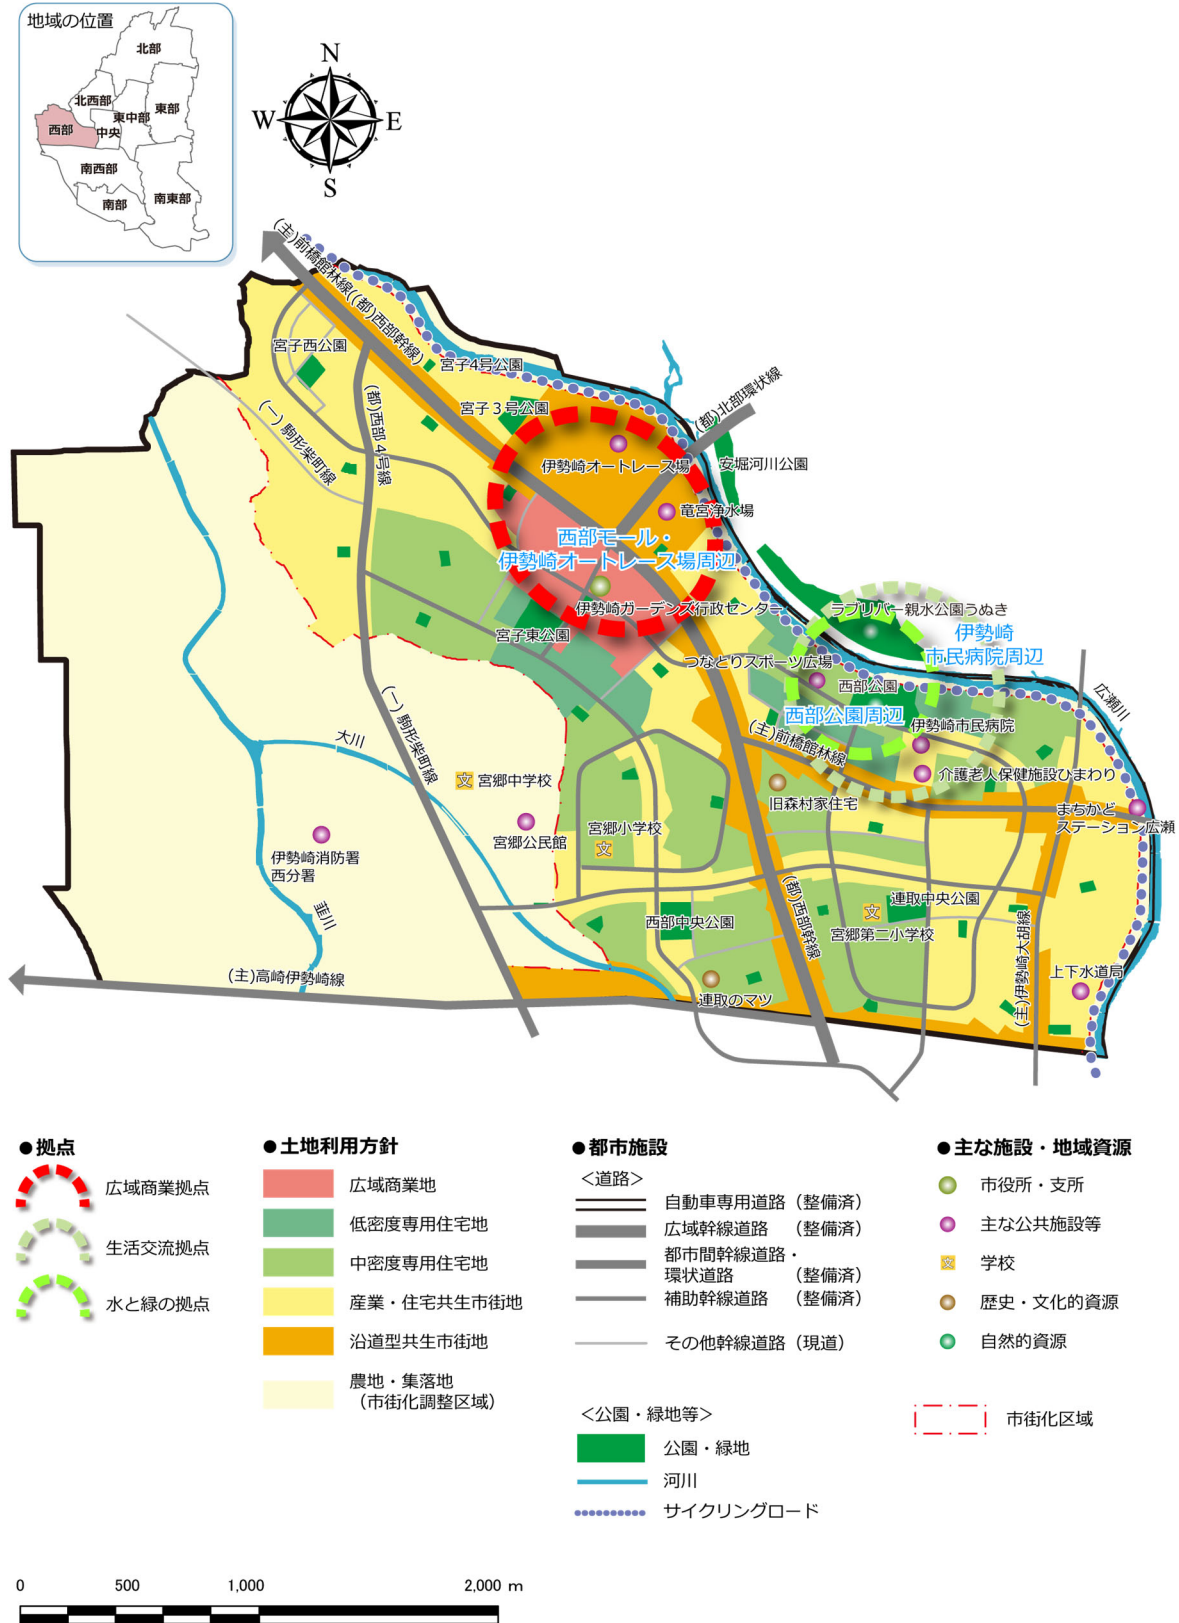 地域の位置
北部
北西部
東中部
東部
西部
中央
南西部
南部
南東部
N
W
E
S
(主)前橋館林線((都)西部幹線)
宮子西公園
宮子4号公園
宮子3号公園
(都)北部環状線
(一)駒形柴町線
(都)西部4号線
伊勢崎オートレース場
安堀河川公園
竜宮浄水場
西部モール・
伊勢崎オートレース場周辺
伊勢崎ガーデンズ行政センター
ラブリバー親水公園うぬき
宮子東公園
伊勢崎
市民病院周辺
つなとりスポーツ広場
西部公園
広瀬川
西部公園周辺
伊勢崎市民病院
(主)前橋館林線
(一)駒形柴町線
大川
介護老人保健施設ひまわり
宮郷中学校
旧森村家住宅
まちかど
ステーション広瀬
宮郷公民館
宮郷小学校
伊勢崎消防署
西分署
(都)西部幹線
連取中央公園
韮川
西部中央公園
宮郷第二小学校
(主)伊勢崎大胡線
上下水道局
(主)高崎伊勢崎線
連取のマツ
●拠点
広域商業拠点
生活交流拠点
水と緑の拠点
●土地利用方針
広域商業地
低密度専用住宅地
中密度専用住宅地
産業・住宅共生市街地
沿道型共生市街地
農地・集落地
(市街化調整区域)
●都市施設
<道路>
自動車専用道路(整備済)
広域幹線道路 (整備済)
都市間幹線道路・
環状道路 (整備済)
補助幹線道路 (整備済)
その他幹線道路(現道)
<公園・緑地等>
公園・緑地
河川
サイクリングロード
●主な施設・地域資源
市役所・支所
主な公共施設等
文 学校
歴史・文化的資源
自然的資源
市街化区域
0 500 1,000 2,000 m